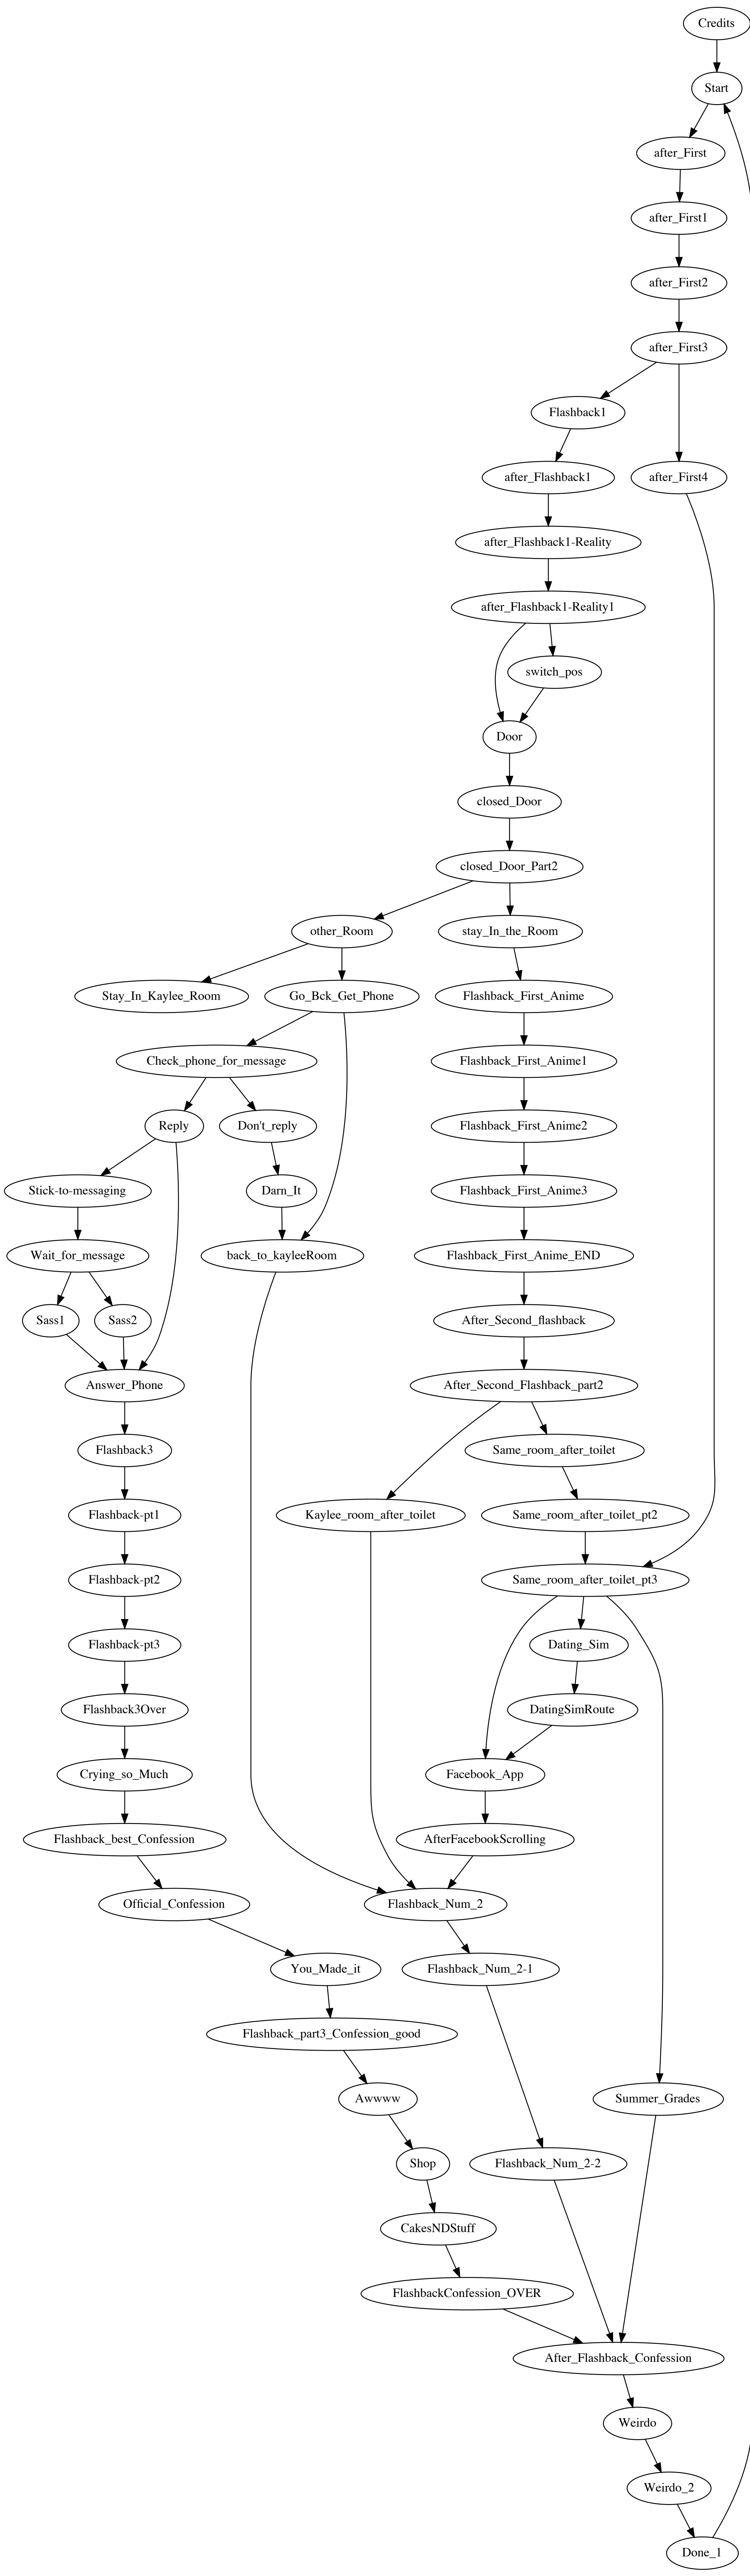 Credits
Start
after_First
after_First1
after_First2
after_First3
Flashback1
after_Flashback1
after_First4
after_Flashback1-Reality
after_Flashback1-Reality1
switch_pos
Door
closed_Door
closed_Door_Part2
other_Room
stay_In_the_Room
Stay_In_Kaylee_Room
Go_Bck_Get_Phone
Flashback_First_Anime
Check_phone_for_message
Flashback_First_Anime1
Reply
Don't_reply
Flashback_First_Anime2
Stick-to-messaging
Darn_It
Flashback_First_Anime3
Wait_for_message
back_to_kayleeRoom
Flashback_First_Anime_END
Sass1
Sass2
After_Second_flashback
Answer_Phone
After_Second_Flashback_part2
Flashback3
Same_room_after_toilet
Flashback-pt1
Kaylee_room_after_toilet
Same_room_after_toilet_pt2
Flashback-pt2
Same_room_after_toilet_pt3
Flashback-pt3
Dating_Sim
Flashback3Over
DatingSimRoute
Crying_so_Much
Facebook_App
Flashback_best_Confession
AfterFacebookScrolling
Official_Confession
Flashback_Num_2
You_Made_it
Flashback_Num_2-1
Flashback_part3_Confession_good
Awwww
Summer_Grades
Shop
Flashback_Num_2-2
CakesNDStuff
FlashbackConfession_OVER
After_Flashback_Confession
Weirdo
Weirdo_2
Done_1